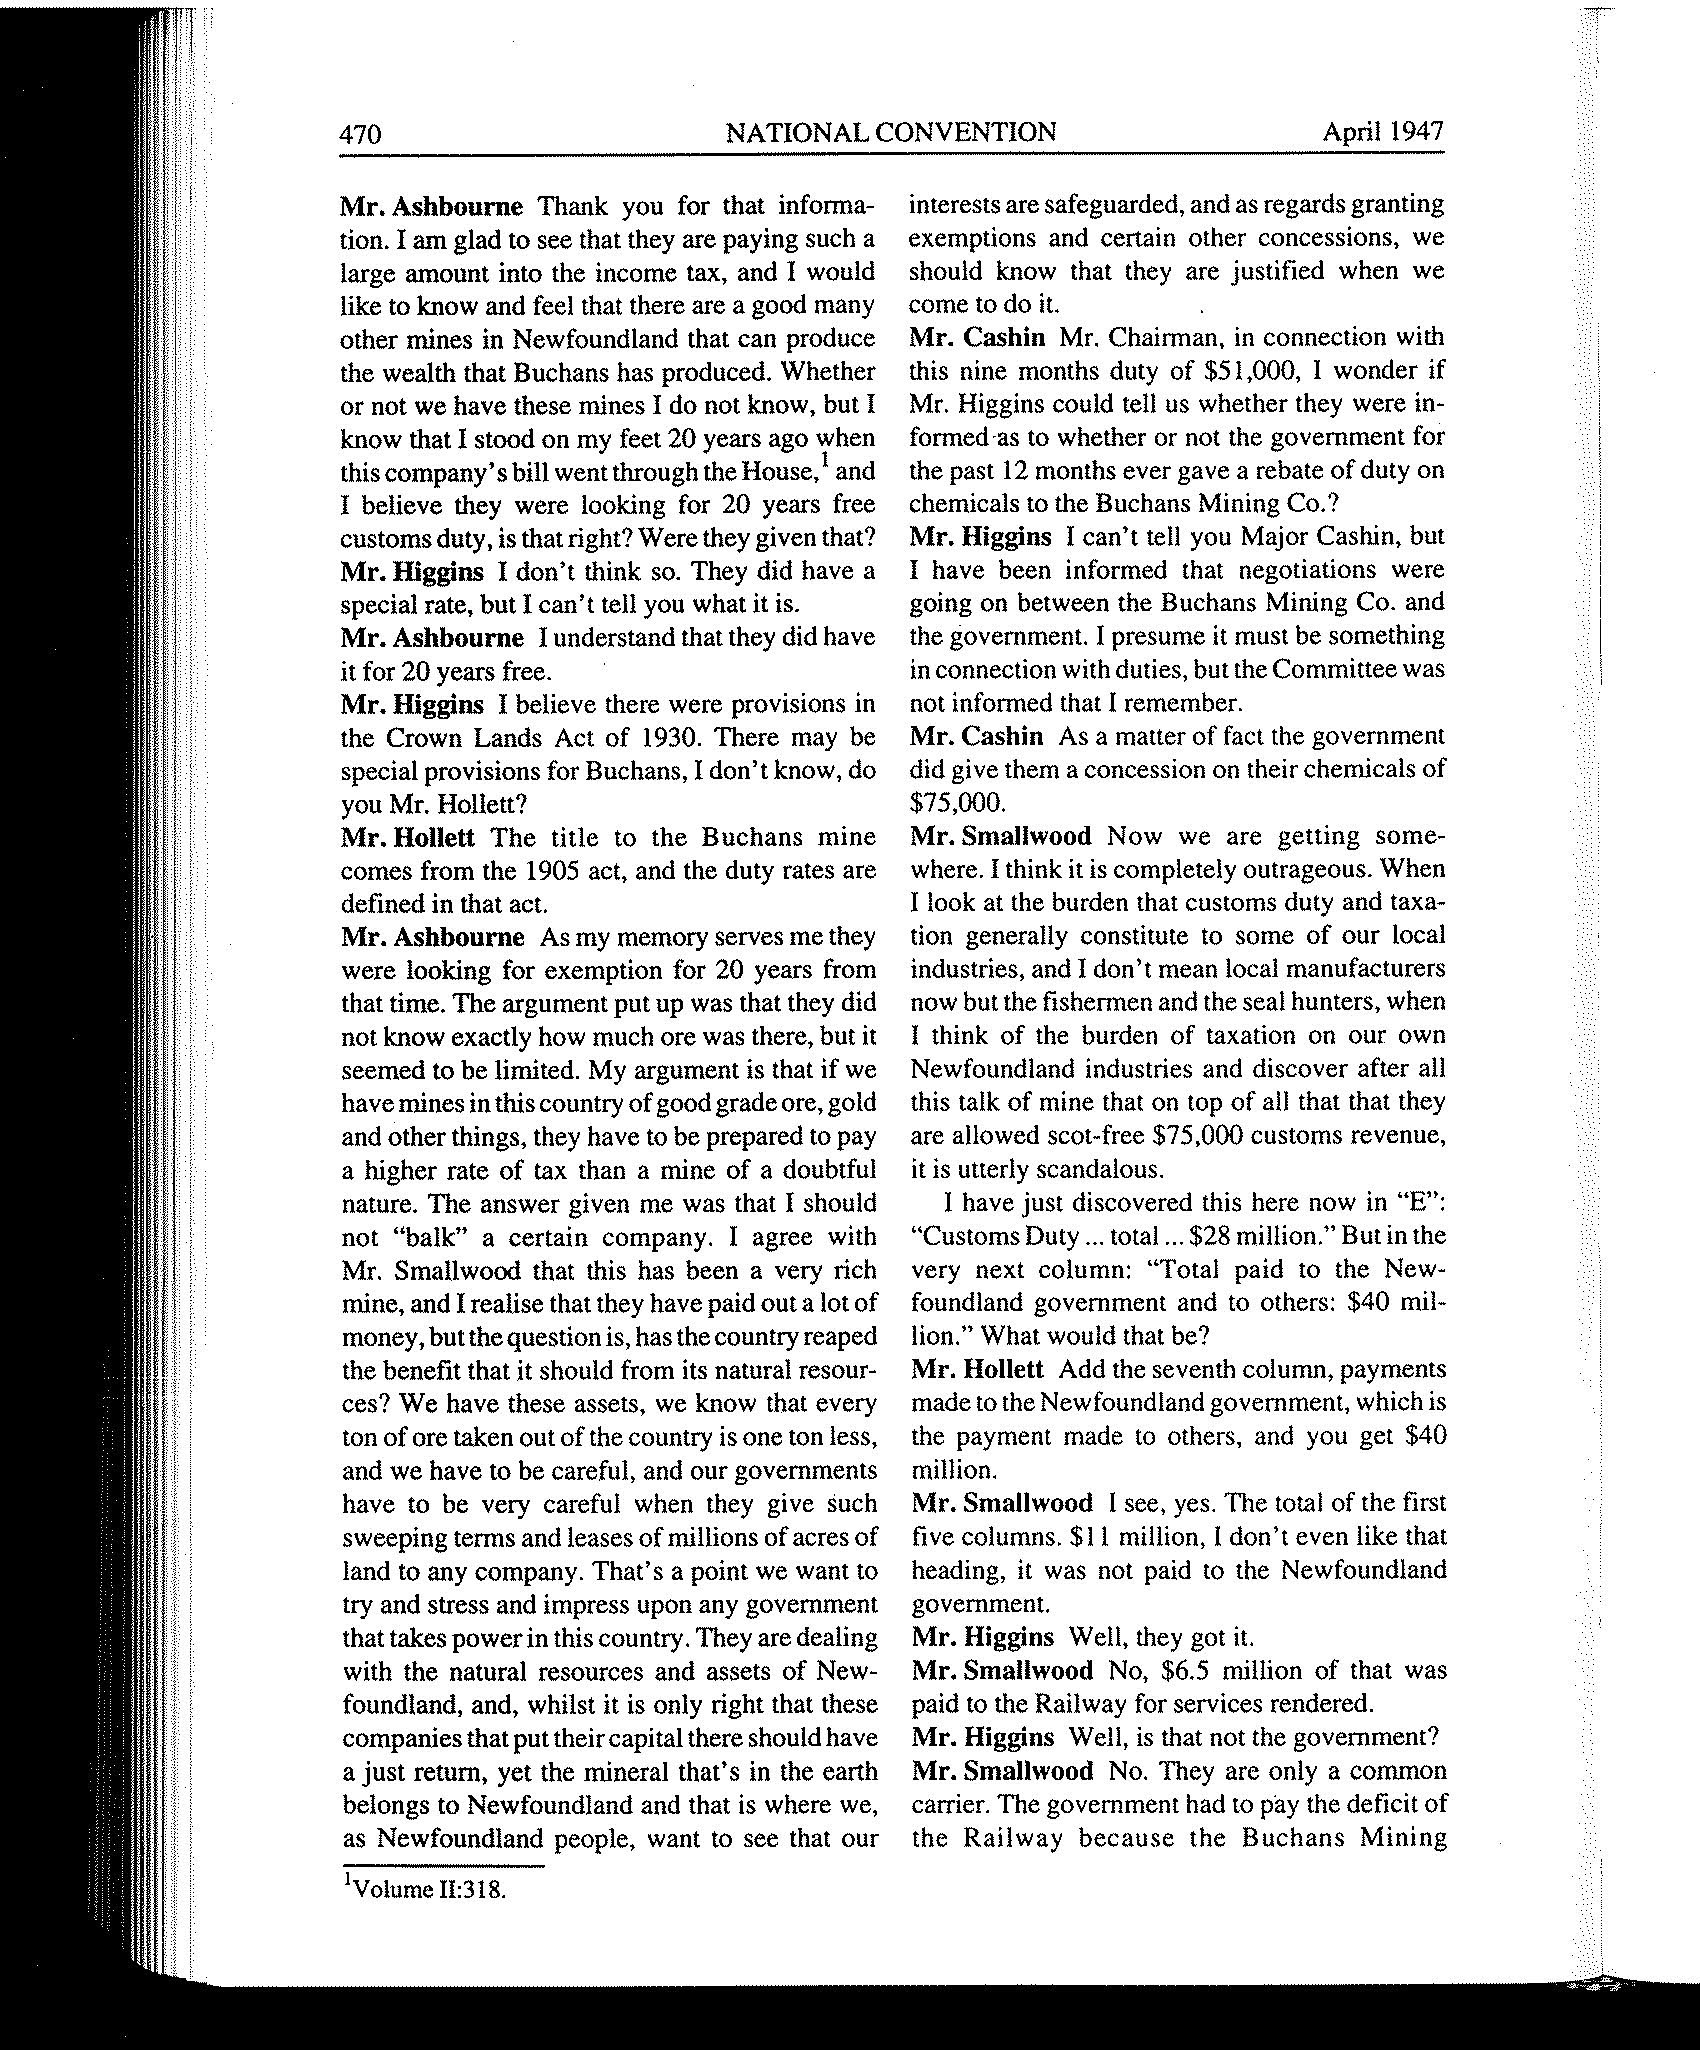 470 NATIONAL CONVENTION April 1947
Mr. Ashbourne Thank you for that informa-
tion. I am glad to see that they are paying such a
large amount into the income tax, and I would
like to know and feel that there are a good many
other mines in Newfoundland that can produce
the wealth that Buchans has produced. Whether
or not we have these mines I do not know, but I
know that I stood on my feet 20 years ago when
this company's bill went through the House,¹ and
I believe they were looking for 20 years free
customs duty, is that right? Were they given that?
Mr. Higgins I don't think so. They did have a
special rate, but I can't tell you what it is.
Mr. Ashbourne I understand that they did have
it for 20 years free.
Mr. Higgins I believe there were provisions in
the Crown Lands Act of 1930. There may be
special provisions for Buchans, I don't know, do
you Mr. Hollett?
Mr. Hollett The title to the Buchans mine
comes from the 1905 act, and the duty rates are
defined in that act.
Mr. Ashbourne As my memory serves me they
were looking for exemption for 20 years from
that time. The argument put up was that they did
not know exactly how much ore was there, but it
seemed to be limited. My argument is that if we
have mines in this country of good grade ore, gold
and other things, they have to be prepared to pay
a higher rate of tax than a mine of a doubtful
nature. The answer given me was that I should
not "balk" a certain company. I agree with
Mr. Smallwood that this has been a very rich
mine, and I realise that they have paid out a lot of
money, but the question is, has the country reaped
the benefit that it should from its natural resour-
ces? We have these assets, we know that every
ton of ore taken out of the country is one ton less,
and we have to be careful, and our governments
have to be very careful when they give such
sweeping terms and leases of millions of acres of
land to any company. That's a point we want to
try and stress and impress upon any government
that takes power in this country. They are dealing
with the natural resources and assets of New-
foundland, and, whilst it is only right that these
companies that put their capital there should have
a just return, yet the mineral that's in the earth
belongs to Newfoundland and that is where we,
as Newfoundland people, want to see that our
¹Volume II:318.
interests are safeguarded, and as regards granting
exemptions and certain other concessions, we
should know that they are justified when we
come to do it.
Mr. Cashin Mr. Chairman, in connection with
this nine months duty of $51,000, I wonder if
Mr. Higgins could tell us whether they were in-
formed as to whether or not the government for
the past 12 months ever gave a rebate of duty on
chemicals to the Buchans Mining Co.?
Mr. Higgins I can't tell you Major Cashin, but
I have been informed that negotiations were
going on between the Buchans Mining Co. and
the government. I presume it must be something
in connection with duties, but the Committee was
not informed that I remember.
Mr. Cashin As a matter of fact the government
did give them a concession on their chemicals of
$75,000.
Mr. Smallwood Now we are getting some-
where. I think it is completely outrageous. When
I look at the burden that customs duty and taxa-
tion generally constitute to some of our local
industries, and I don't mean local manufacturers
now but the fishermen and the seal hunters, when
I think of the burden of taxation on our own
Newfoundland industries and discover after all
this talk of mine that on top of all that that they
are allowed scot-free $75,000 customs revenue,
it is utterly scandalous.
I have just discovered this here now in "E":
"Customs Duty ... total ... $28 million." But in the
very next column: "Total paid to the New-
foundland government and to others: $40 mil-
lion." What would that be?
Mr. Hollett Add the seventh column, payments
made to the Newfoundland government, which is
the payment made to others, and you get $40
million.
Mr. Smallwood I see, yes. The total of the first
five columns. $11 million, I don't even like that
heading, it was not paid to the Newfoundland
government.
Mr. Higgins Well, they got it.
Mr. Smallwood No, $6.5 million of that was
paid to the Railway for services rendered.
Mr. Higgins Well, is that not the government?
Mr. Smallwood No. They are only a common
carrier. The government had to pay the deficit of
the Railway because the Buchans Mining